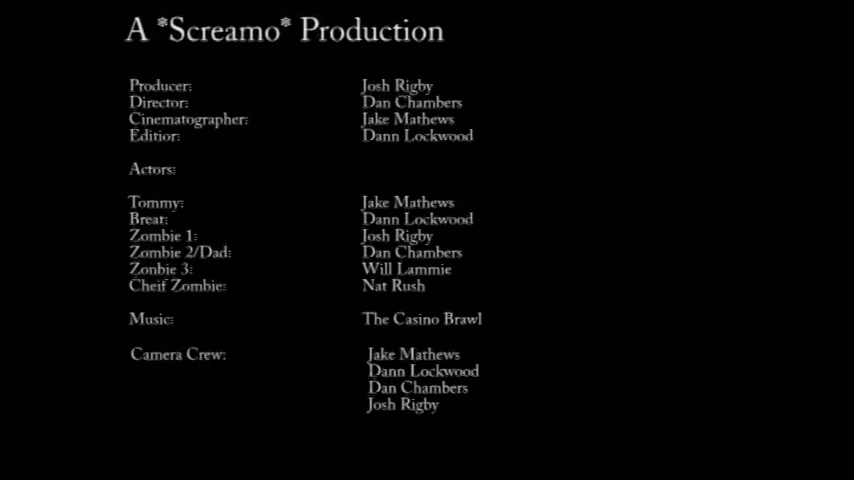 A *Screamo* Production
Producer: Josh Rigby
Director: Dan Chambers
Cinematographer: Jake Mathews
Editior: Dann Lockwood
Actors:
Tommy: Jake Mathews
Breat: Dann Lockwood
Zombie 1: Josh Rigby
Zombie 2/Dad: Dan Chambers
Zonbie 3: Will Lammie
Cheif Zombie: Nat Rush
Music: The Casino Brawl
Camera Crew: Jake Mathews
Dann Lockwood
Dan Chambers
Josh Rigby